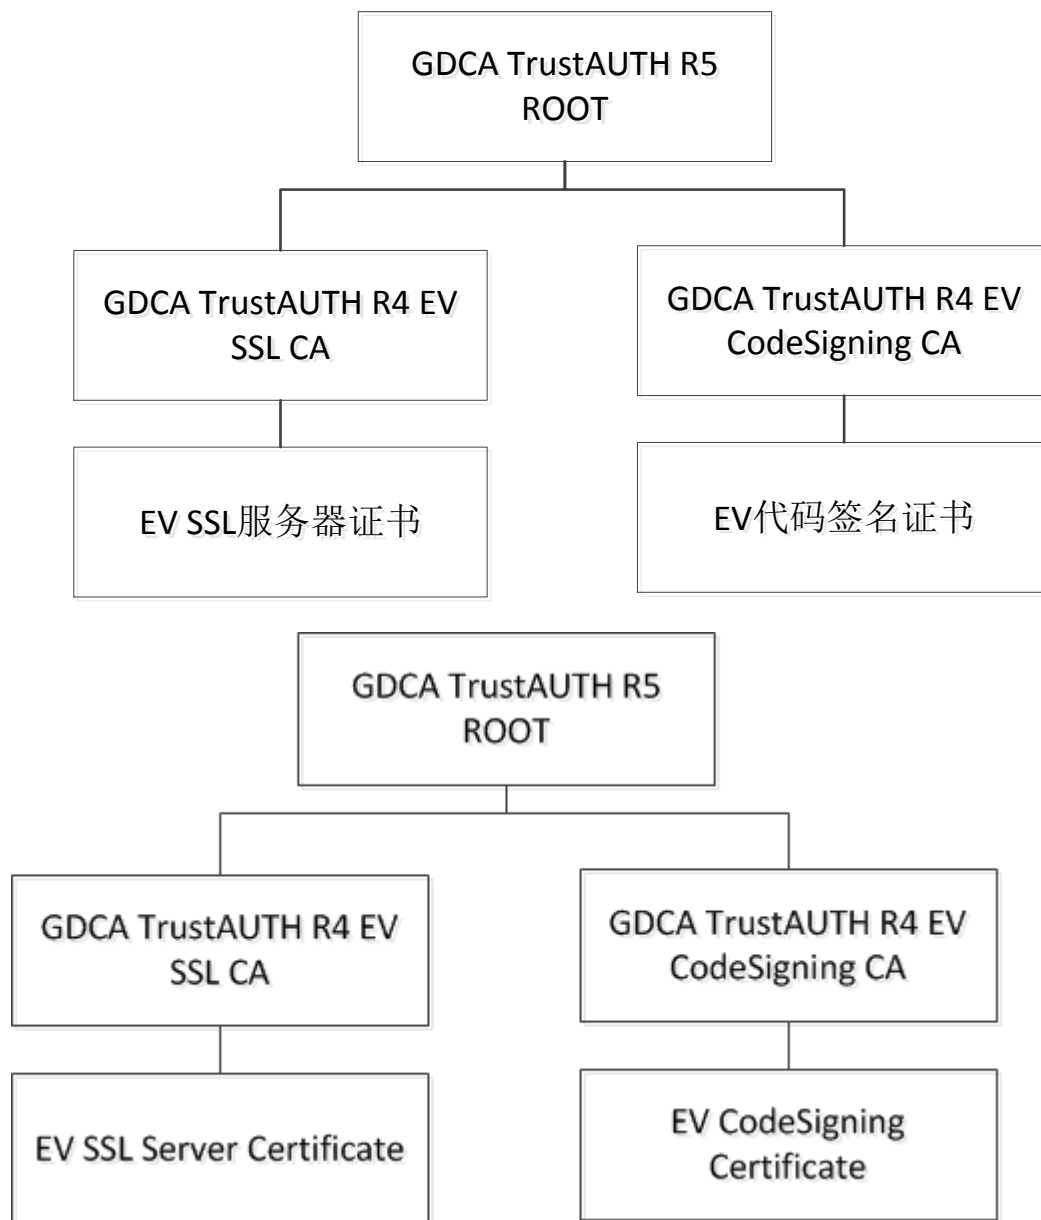 GDCA TrustAUTH R5
ROOT
GDCA TrustAUTH R4 EV
SSL CA
GDCA TrustAUTH R4 EV
CodeSigning CA
EV SSL服务器证书
EV代码签名证书
GDCA TrustAUTH R5
ROOT
GDCA TrustAUTH R4 EV
SSL CA
GDCA TrustAUTH R4 EV
CodeSigning CA
EV SSL Server Certificate
EV CodeSigning
Certificate